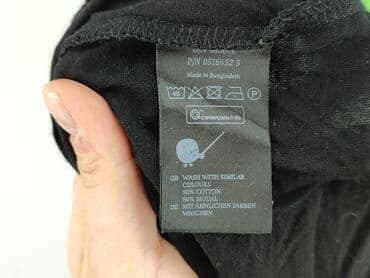 P/N 0516652 5
Made in Bangladesh
40 P
clevercare.info
GB WASH WITH SIMILAR
COLOURS
50% COTTON
50% MODAL
DE MIT ÄHNLICHEN FARBEN
WASCHEN